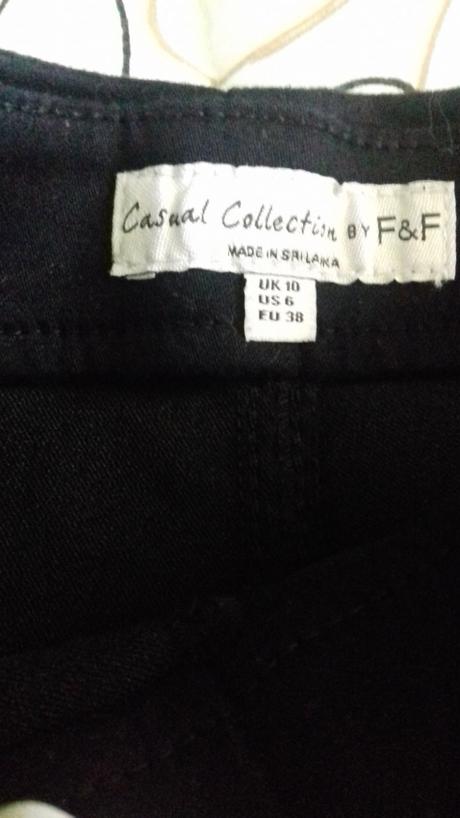 Casual Collection BY F&F
MADE IN SRI LANKA
UK 10
US 6
EU 38